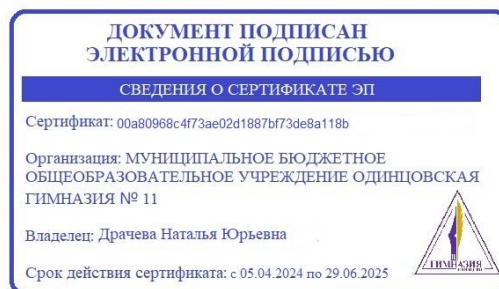 ДОКУМЕНТ ПОДПИСАН
ЭЛЕКТРОННОЙ ПОДПИСЬЮ
СВЕДЕНИЯ О СЕРТИФИКАТЕ ЭП
Сертификат: 00a80968c4f73ae02d1887bf73de8a118b
Организация: МУНИЦИПАЛЬНОЕ БЮДЖЕТНОЕ
ОБЩЕОБРАЗОВАТЕЛЬНОЕ УЧРЕЖДЕНИЕ ОДИНЦОВСКАЯ
ГИМНАЗИЯ № 11
Владелец: Драчева Наталья Юрьевна
ГИМНАЗИЯ
Срок действия сертификата: с 05.04.2024 по 29.06.2025